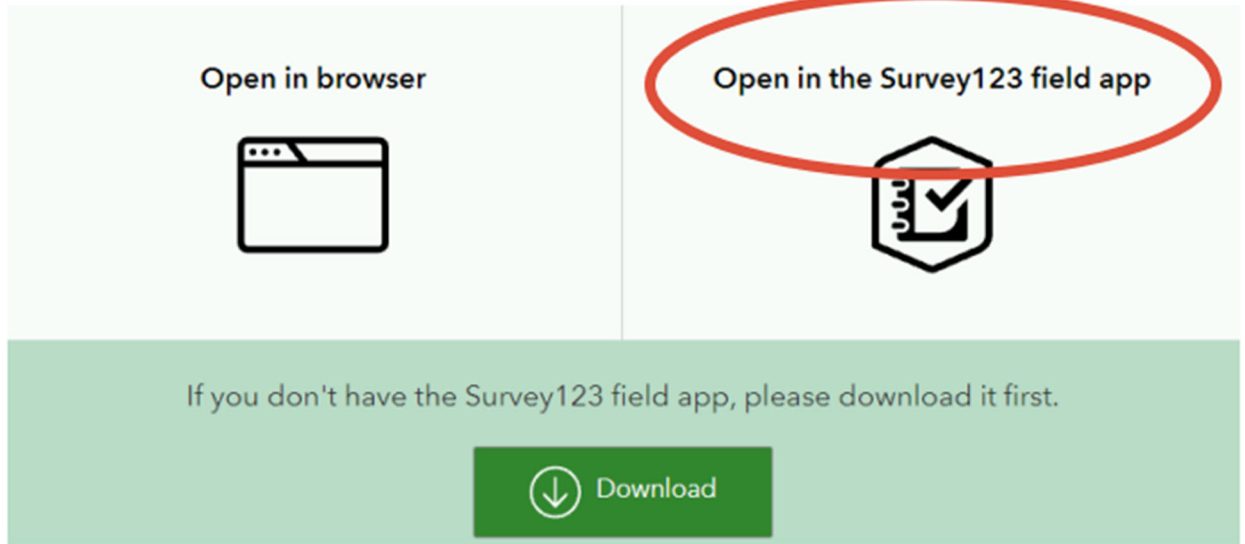 Open in browser
Open in the Survey123 field app
If you don't have the Survey123 field app, please download it first.
Download